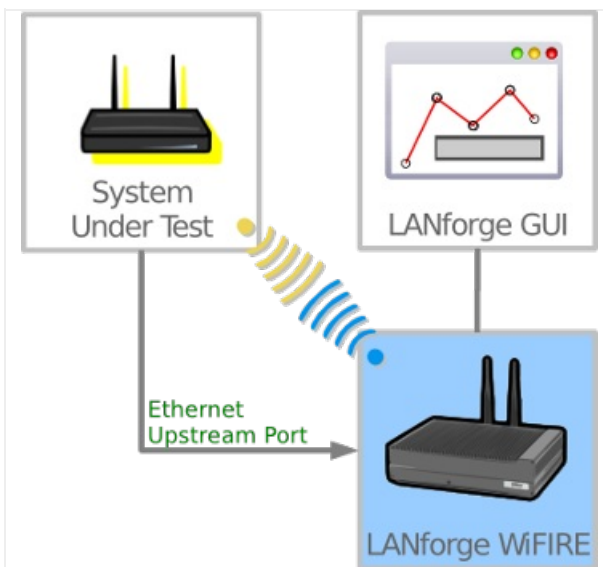 System
Under Test
LANforge GUI
Ethernet
Upstream Port
LANforge WiFIRE